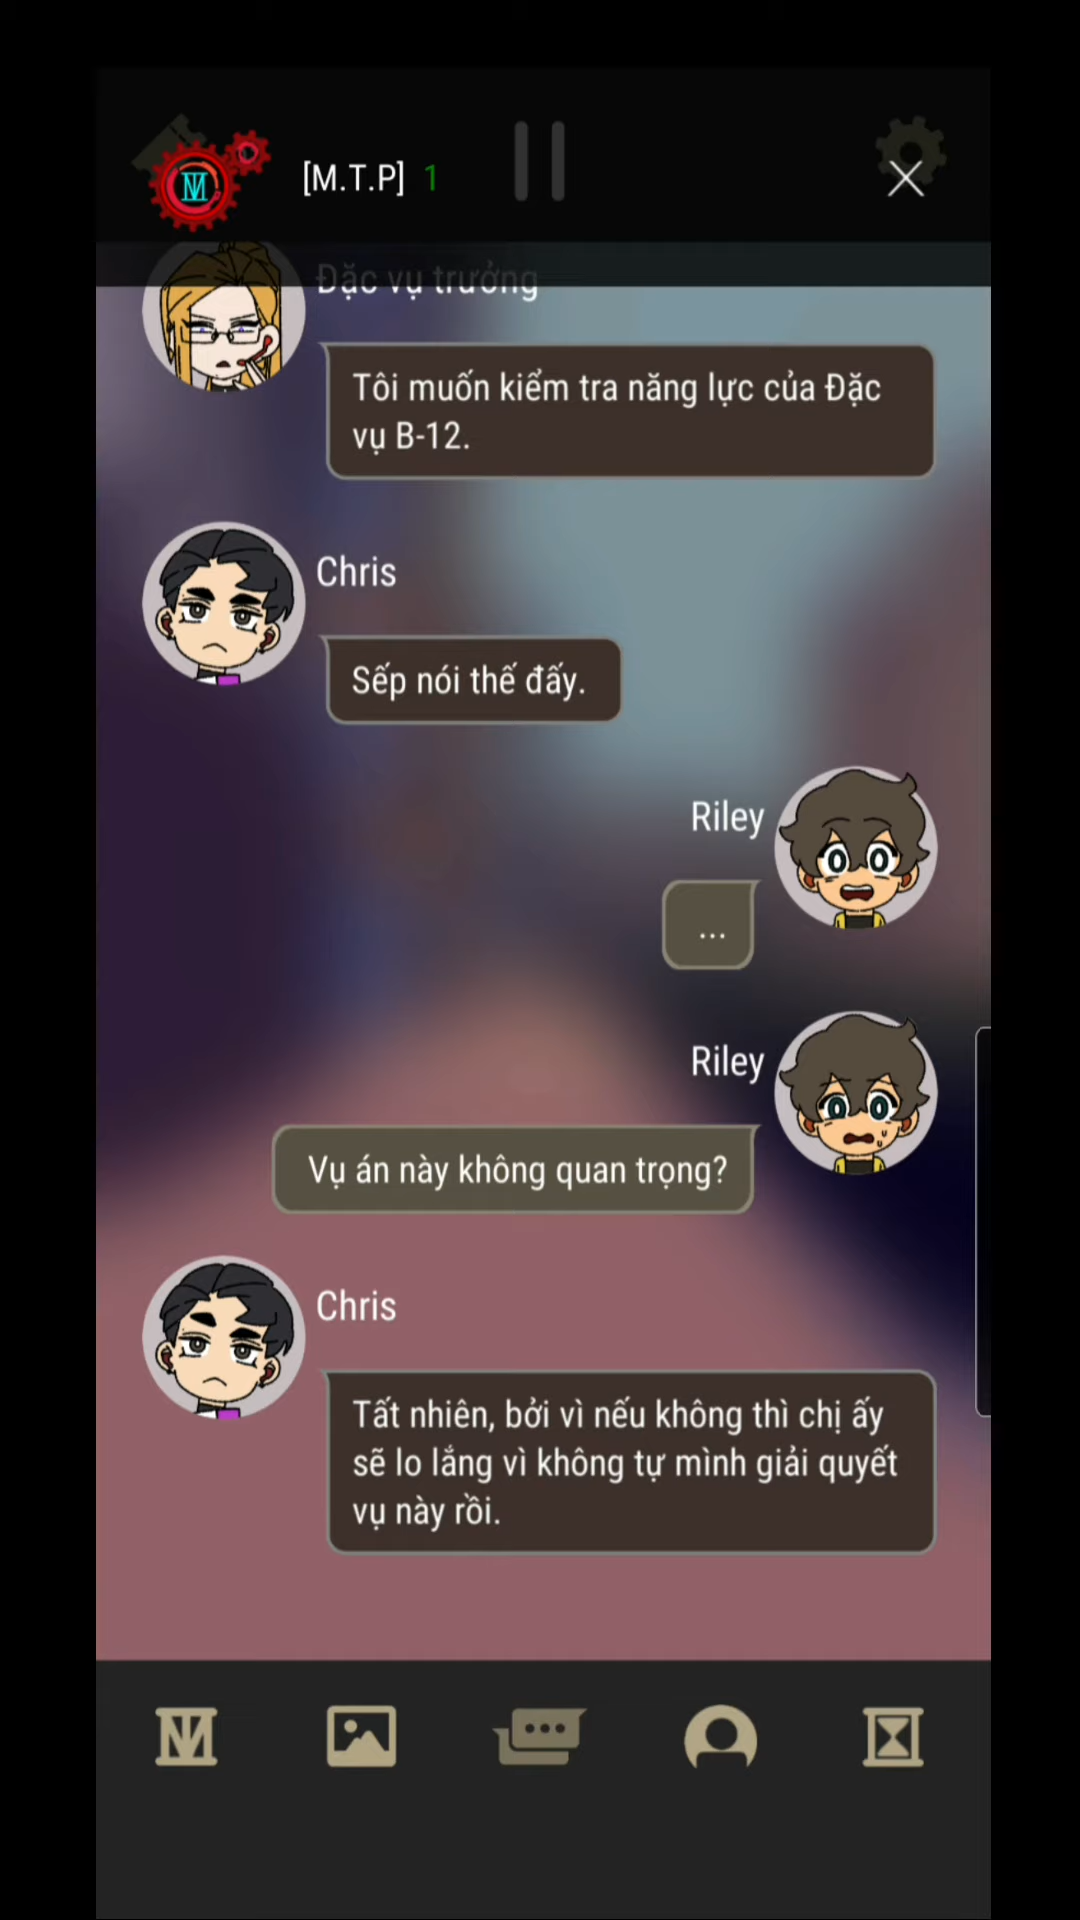 [M.T.P] 1
Đặc vụ trưởng
Tôi muốn kiểm tra năng lực của Đặc
vụ B-12.
Chris
Sếp nói thế đấy.
Riley
...
Riley
Vụ án này không quan trọng?
Chris
Tất nhiên, bởi vì nếu không thì chị ấy
sẽ lo lắng vì không tự mình giải quyết
vụ này rồi.